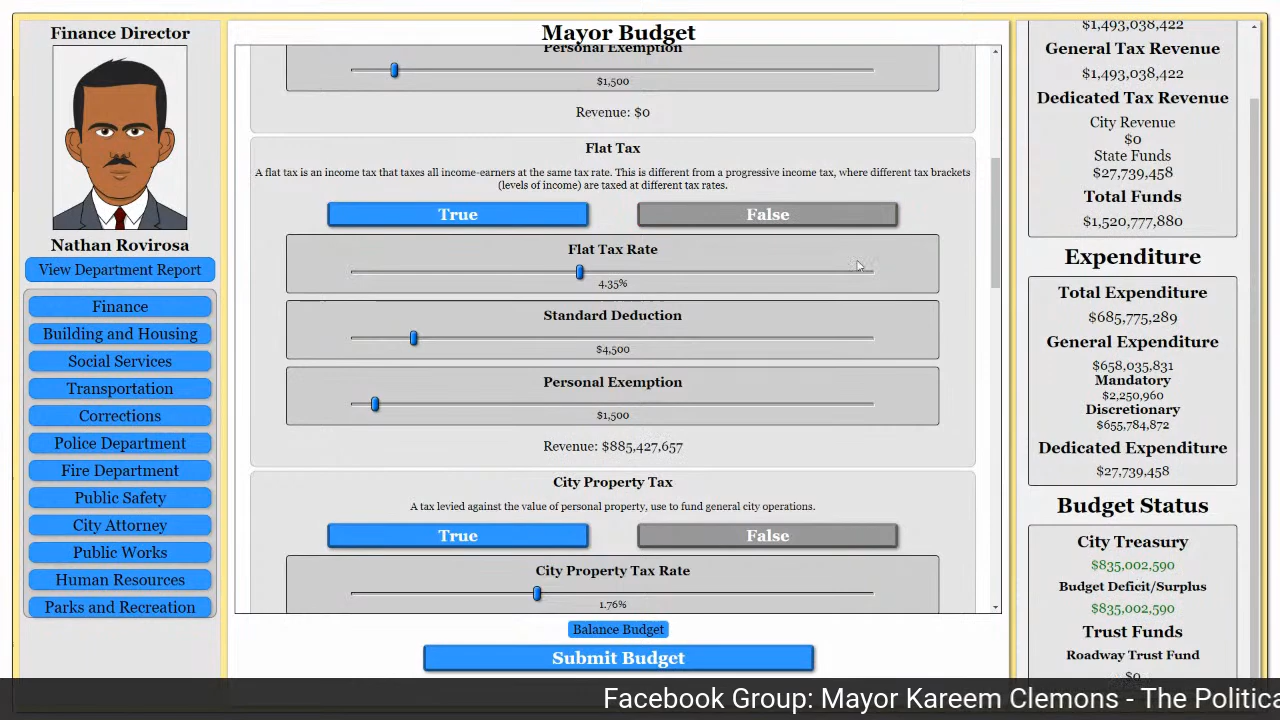 Finance Director
Nathan Rovirosa
View Department Report
Finance
Building and Housing
Social Services
Transportation
Corrections
Police Department
Fire Department
Public Safety
City Attorney
Public Works
Human Resources
Parks and Recreation
Mayor Budget
Personal Exemption
$1,500
Revenue: $0
Flat Tax
A flat tax is an income tax that taxes all income-earners at the same tax rate. This is different from a progressive income tax, where different tax brackets
(levels of income) are taxed at different tax rates.
True False
Flat Tax Rate
4.35%
Standard Deduction
$4,500
Personal Exemption
$1,500
Revenue: $885,427,657
City Property Tax
A tax levied against the value of personal property, use to fund general city operations.
True False
City Property Tax Rate
1.76%
Balance Budget
Submit Budget
$1,493,038,422
General Tax Revenue
$1,493,038,422
Dedicated Tax Revenue
City Revenue
$0
State Funds
$27,739,458
Total Funds
$1,520,777,880
Expenditure
Total Expenditure
$685,775,289
General Expenditure
$658,035,831
Mandatory
$2,250,960
Discretionary
$655,784,872
Dedicated Expenditure
$27,739,458
Budget Status
City Treasury
$835,002,590
Budget Deficit/Surplus
$835,002,590
Trust Funds
Roadway Trust Fund
$0
Facebook Group: Mayor Kareem Clemons - The Politica